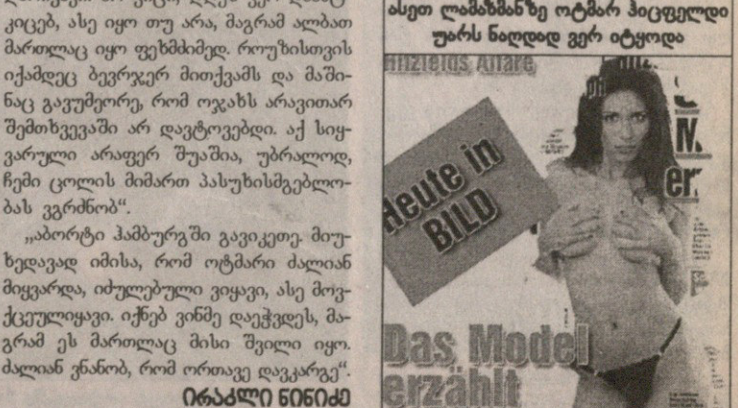 კიცებ, ასე იყო თუ არა, მაგრამ ალბათ
მართლაც იყო ფეხმძიმედ. როუზისთვის
იქამდეც ბევრჯერ მითქვამს და მაში-
ნაც გავუმეორე, რომ ოჯახს არავითარ
შემთხვევაში არ დავტოვებდი. აქ სიყ-
ვარული არაფერ შუაშია, უბრალოდ,
ჩემი ცოლის მიმართ პასუხისმგებლო-
ბას ვგრძნობ“.
„აბორტი ჰამბურგში გავიკეთე. მიუ-
ხედავად იმისა, რომ ოტმარი ძალიან
მიყვარდა, იძულებული ვიყავი, ასე მოვ-
ქცეულიყავი. იქნებ ვინმე დაეჭვდეს, მა-
გრამ ეს მართლაც მისი შვილი იყო.
ძალიან ვნანობ, რომ ორთავე დავკარგე“.
ირაკლი ნინიძე
ასეთ ლამაზმანზე ოტმარ ჰიცფელდი
უარს ნაღდად ვერ იტყოდა
Hitzfelds Affäre
Heute in
BILD
Das Model
erzählt